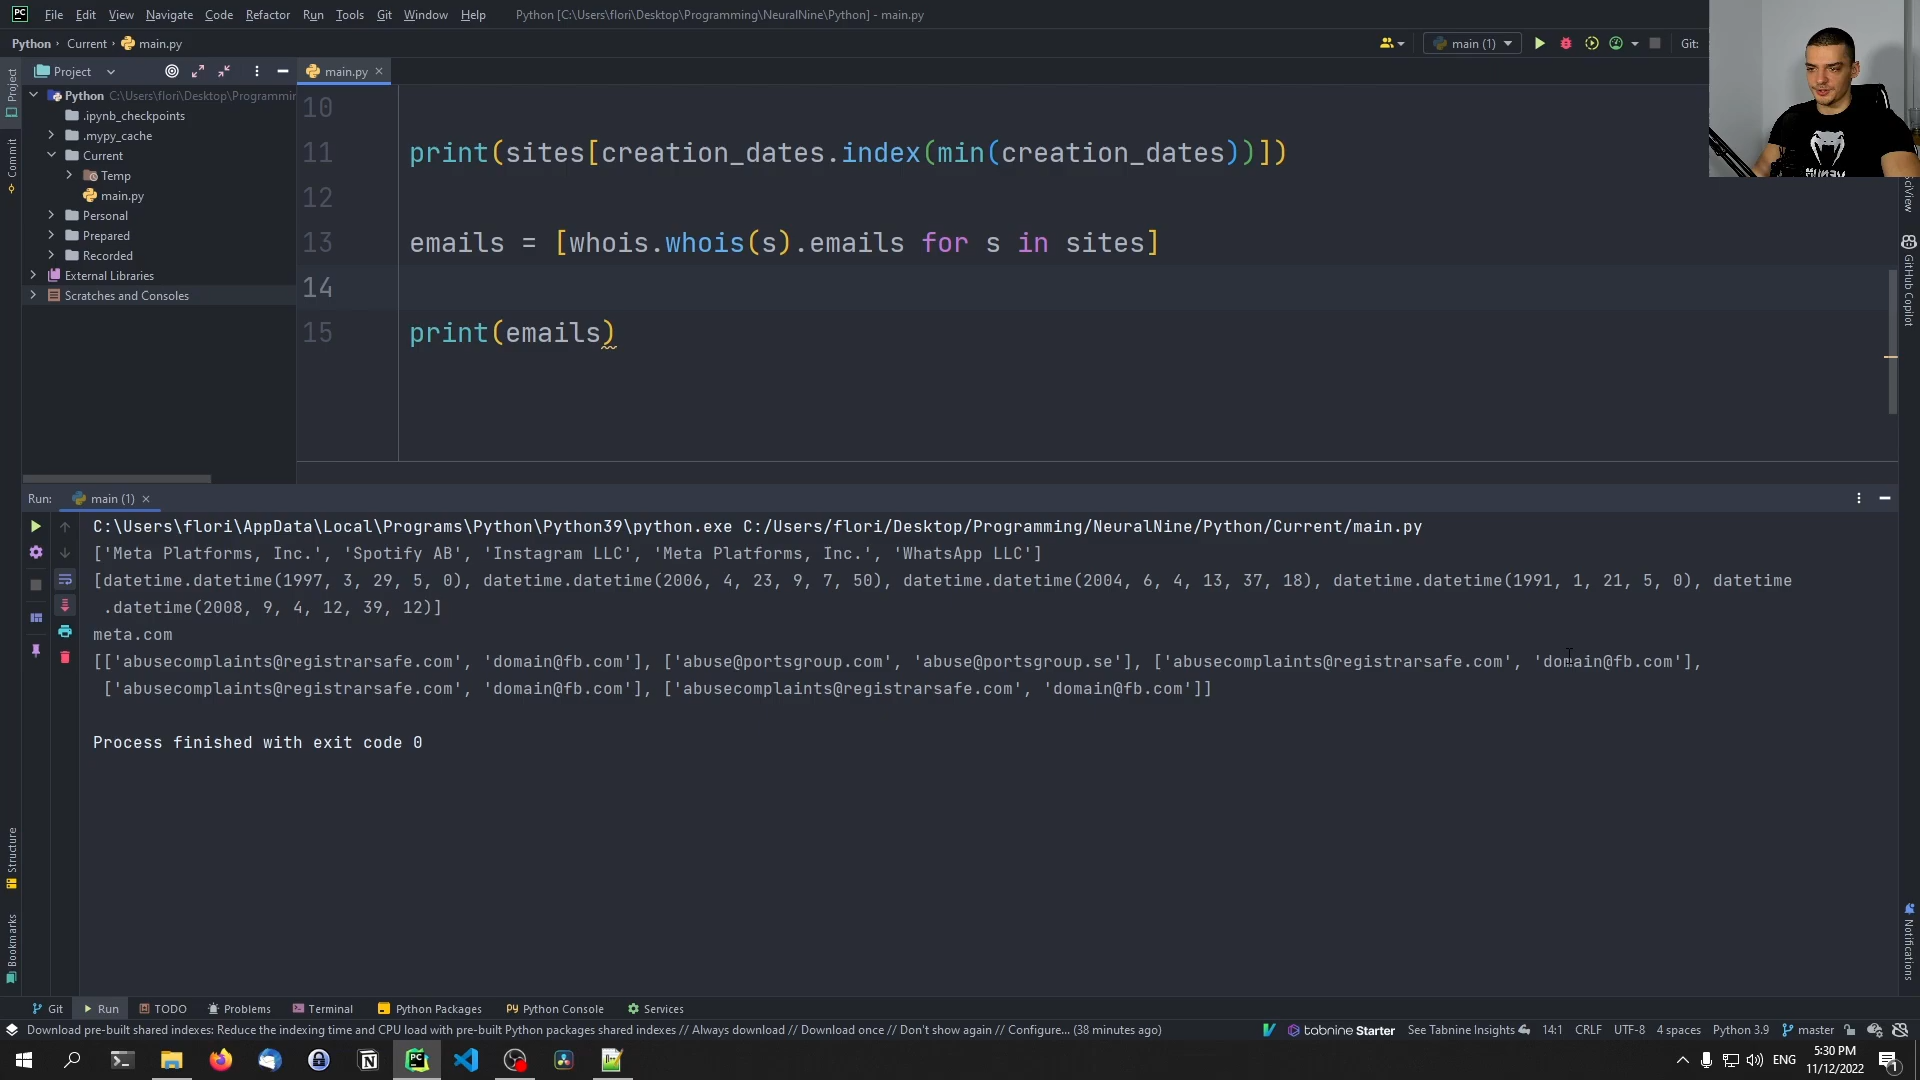 File Edit View Navigate Code Refactor Run Tools Git Window Help Python [C:\Users\flori\Desktop\Programming\NeuralNine\Python] - main.py
Python Current main.py
main (1) Git:
Project
main.py
Python C:\Users\flori\Desktop\Programmin
.ipynb_checkpoints
.mypy_cache
Current
Temp
main.py
Personal
Prepared
Recorded
External Libraries
Scratches and Consoles
Project
Commit
Structure
Bookmarks
10
11 print(sites[creation_dates.index(min(creation_dates))])
12
13 emails = [whois.whois(s).emails for s in sites]
14
15 print(emails)
SciView
GitHub Copilot
Notifications
Run: main (1)
C:\Users\flori\AppData\Local\Programs\Python\Python39\python.exe C:/Users/flori/Desktop/Programming/NeuralNine/Python/Current/main.py
['Meta Platforms, Inc.', 'Spotify AB', 'Instagram LLC', 'Meta Platforms, Inc.', 'WhatsApp LLC']
[datetime.datetime(1997, 3, 29, 5, 0), datetime.datetime(2006, 4, 23, 9, 7, 50), datetime.datetime(2004, 6, 4, 13, 37, 18), datetime.datetime(1991, 1, 21, 5, 0), datetime
.datetime(2008, 9, 4, 12, 39, 12)]
meta.com
[['abusecomplaints@registrarsafe.com', 'domain@fb.com'], ['abuse@portsgroup.com', 'abuse@portsgroup.se'], ['abusecomplaints@registrarsafe.com', 'domain@fb.com'],
['abusecomplaints@registrarsafe.com', 'domain@fb.com'], ['abusecomplaints@registrarsafe.com', 'domain@fb.com']]
Process finished with exit code 0
Git Run TODO Problems Terminal Python Packages Python Console Services
Download pre-built shared indexes: Reduce the indexing time and CPU load with pre-built Python packages shared indexes // Always download // Download once // Don't show again // Configure... (38 minutes ago) tabnine Starter See Tabnine Insights 14:1 CRLF UTF-8 4 spaces Python 3.9 master
ENG
5:30 PM
11/12/2022